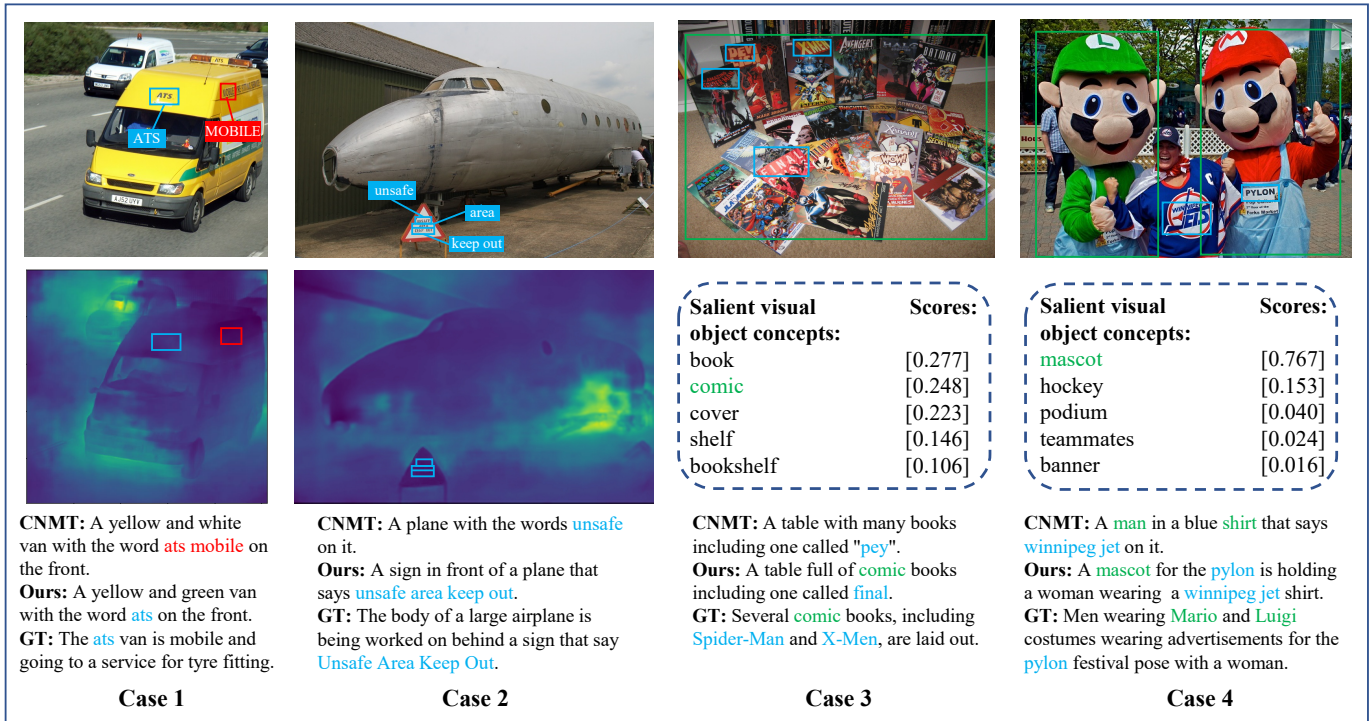 ATS
ATS
ATS
MOBILE
AJ52 UYV
unsafe
area
keep out
AVENGERS
BATMAN
FINAL
WOW!
L
M
HOUSE
PYLON
WINNIPEG
JETS
C
Salient visual object concepts: Scores:
book [0.277]
comic [0.248]
cover [0.223]
shelf [0.146]
bookshelf [0.106]
Salient visual object concepts: Scores:
mascot [0.767]
hockey [0.153]
podium [0.040]
teammates [0.024]
banner [0.016]
CNMT: A yellow and white
van with the word ats mobile on
the front.
Ours: A yellow and green van
with the word ats on the front.
GT: The ats van is mobile and
going to a service for tyre fitting.
Case 1
CNMT: A plane with the words unsafe
on it.
Ours: A sign in front of a plane that
says unsafe area keep out.
GT: The body of a large airplane is
being worked on behind a sign that say
Unsafe Area Keep Out.
Case 2
CNMT: A table with many books
including one called "pey".
Ours: A table full of comic books
including one called final.
GT: Several comic books, including
Spider-Man and X-Men, are laid out.
Case 3
CNMT: A man in a blue shirt that says
winnipeg jet on it.
Ours: A mascot for the pylon is holding
a woman wearing a winnipeg jet shirt.
GT: Men wearing Mario and Luigi
costumes wearing advertisements for the
pylon festival pose with a woman.
Case 4